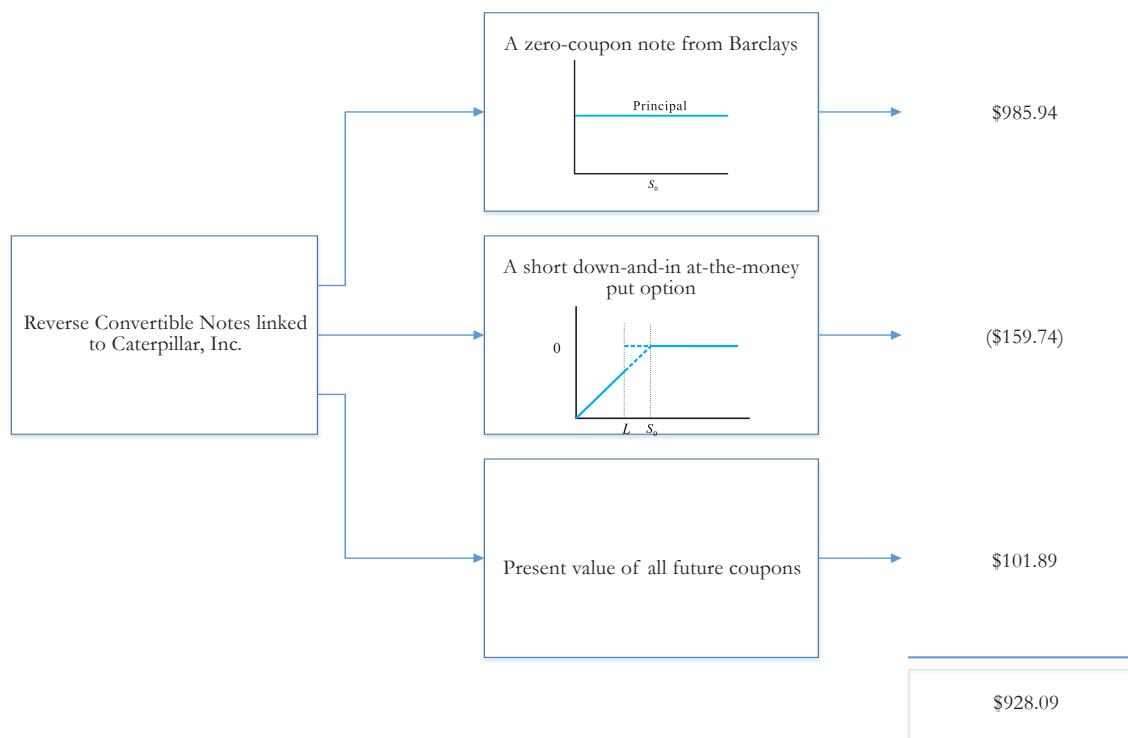 A zero-coupon note from Barclays
Principal
S₀
$985.94
Reverse Convertible Notes linked
to Caterpillar, Inc.
A short down-and-in at-the-money
put option
0
L S₀
($159.74)
Present value of all future coupons
$101.89
$928.09